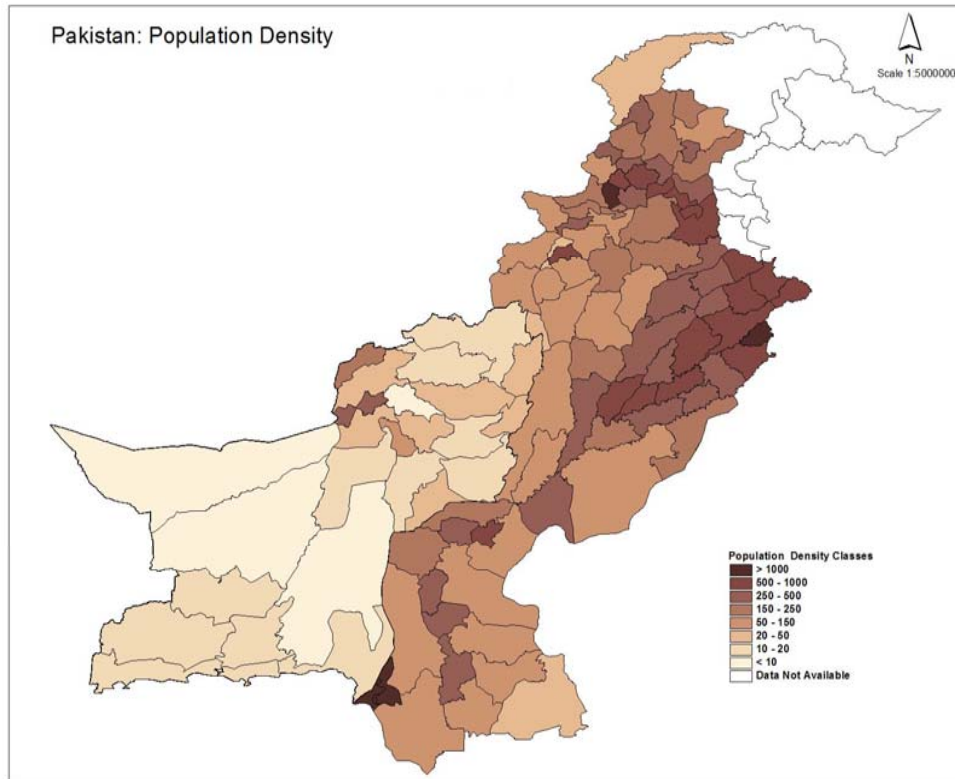 Pakistan: Population Density
N
Scale 1:5000000
Population Density Classes
> 1000
500 - 1000
250 - 500
150 - 250
50 - 150
20 - 50
10 - 20
< 10
Data Not Available